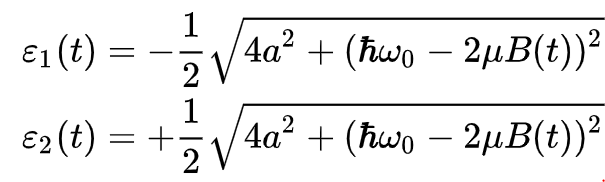 ε₁(t) = −½√(4a² + (ħω₀ − 2μB(t))²)
ε₂(t) = +½√(4a² + (ħω₀ − 2μB(t))²)